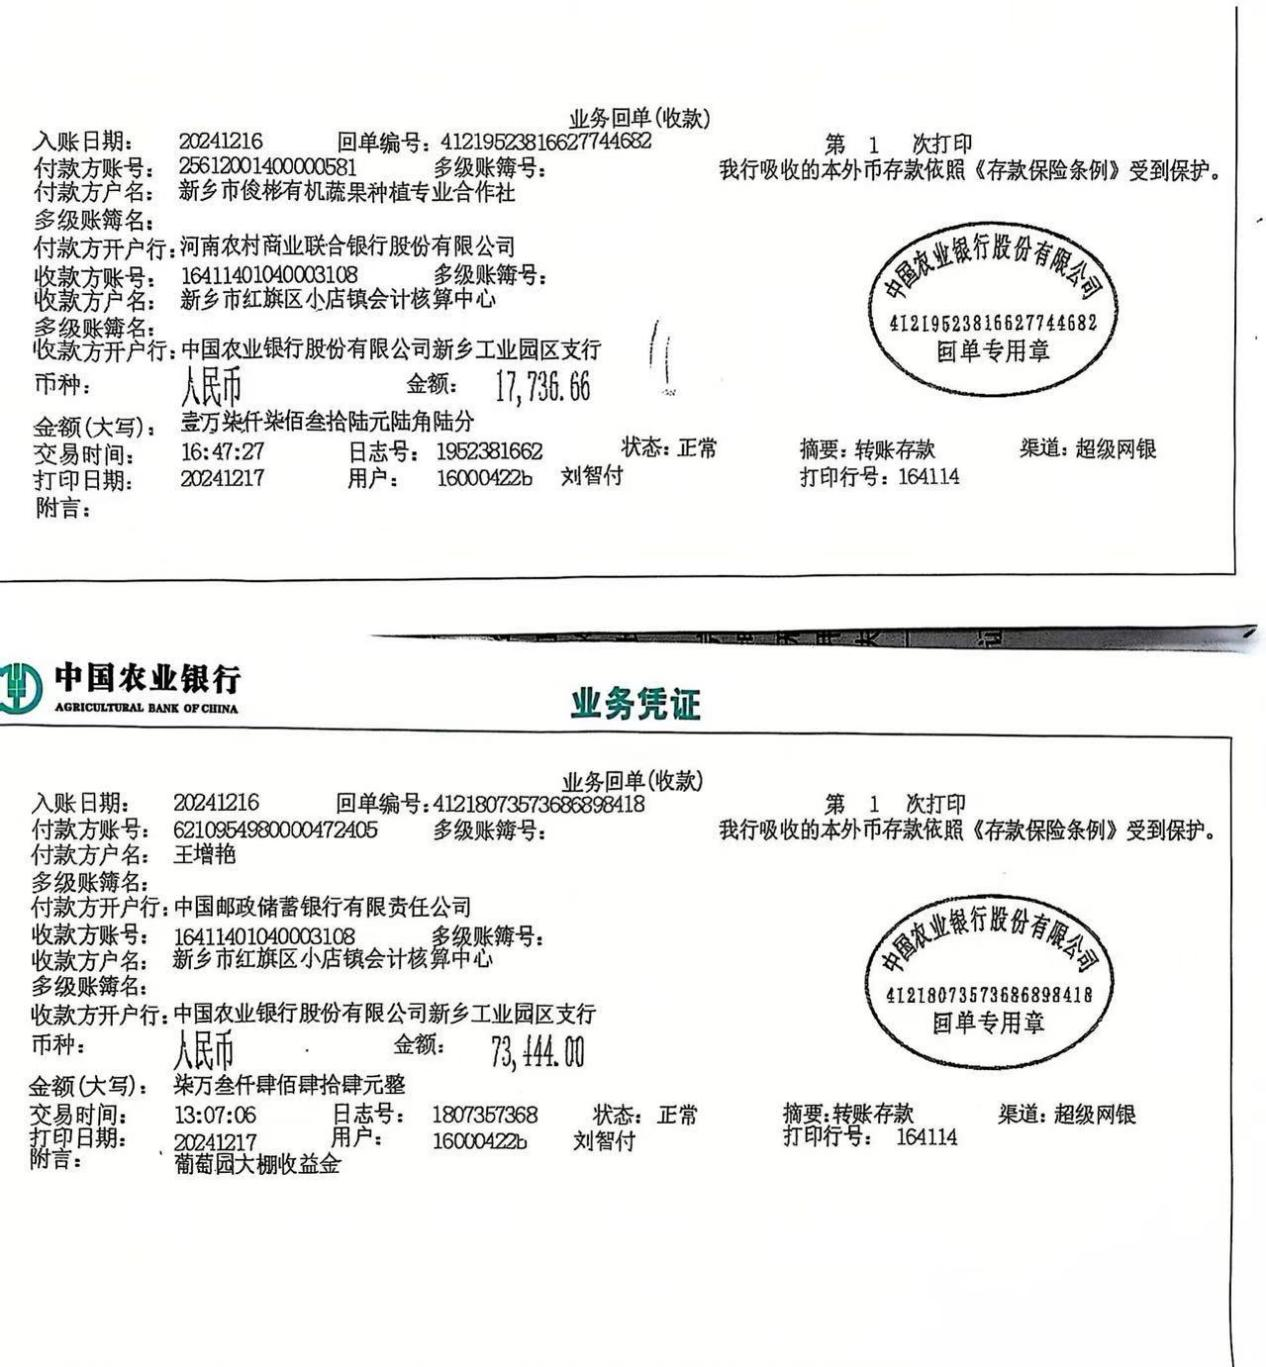 业务回单(收款)
入账日期： 20241216 回单编号：41219523816627744682 第 1 次打印
付款方账号：25612001400000581 多级账簿号： 我行吸收的本外币存款依照《存款保险条例》受到保护。
付款方户名：新乡市俊彬有机蔬果种植专业合作社
多级账簿名：
付款方开户行：河南农村商业联合银行股份有限公司
收款方账号：16411401040003108 多级账簿号：
收款方户名：新乡市红旗区小店镇会计核算中心
多级账簿名：
收款方开户行：中国农业银行股份有限公司新乡工业园区支行
币种： 人民币 金额： 17,736.66
金额(大写)：壹万柒仟柒佰叁拾陆元陆角陆分
交易时间： 16:47:27 日志号：1952381662 状态：正常 摘要：转账存款 渠道：超级网银
打印日期： 20241217 用户： 16000422b 刘智付 打印行号：164114
附言：
中国农业银行股份有限公司
41219523816627744682
回单专用章
中国农业银行
AGRICULTURAL BANK OF CHINA
业务凭证
业务回单(收款)
入账日期： 20241216 回单编号：41218073573686898418 第 1 次打印
付款方账号：6210954980000472405 多级账簿号： 我行吸收的本外币存款依照《存款保险条例》受到保护。
付款方户名：王增艳
多级账簿名：
付款方开户行：中国邮政储蓄银行有限责任公司
收款方账号：16411401040003108 多级账簿号：
收款方户名：新乡市红旗区小店镇会计核算中心
多级账簿名：
收款方开户行：中国农业银行股份有限公司新乡工业园区支行
币种： 人民币 金额： 73,444.00
金额(大写)：柒万叁仟肆佰肆拾肆元整
交易时间： 13:07:06 日志号：1807357368 状态：正常 摘要：转账存款 渠道：超级网银
打印日期： 20241217 用户： 16000422b 刘智付 打印行号：164114
附言： 葡萄园大棚收益金
中国农业银行股份有限公司
41218073573686898418
回单专用章